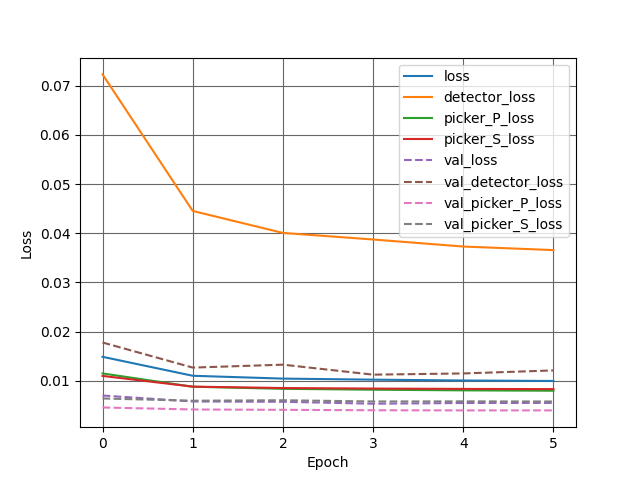 loss
detector_loss
picker_P_loss
picker_S_loss
val_loss
val_detector_loss
val_picker_P_loss
val_picker_S_loss
0.07
0.06
0.05
0.04
0.03
0.02
0.01
Loss
0 1 2 3 4 5
Epoch